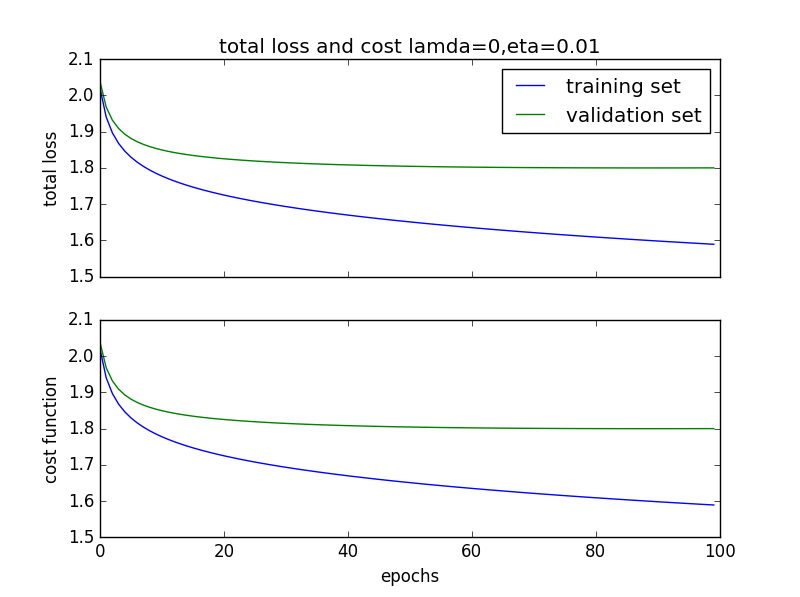 total loss and cost lamda=0,eta=0.01
2.1
2.0
1.9
1.8
1.7
1.6
1.5
total loss
training set
validation set
2.1
2.0
1.9
1.8
1.7
1.6
1.5
cost function
0 20 40 60 80 100
epochs